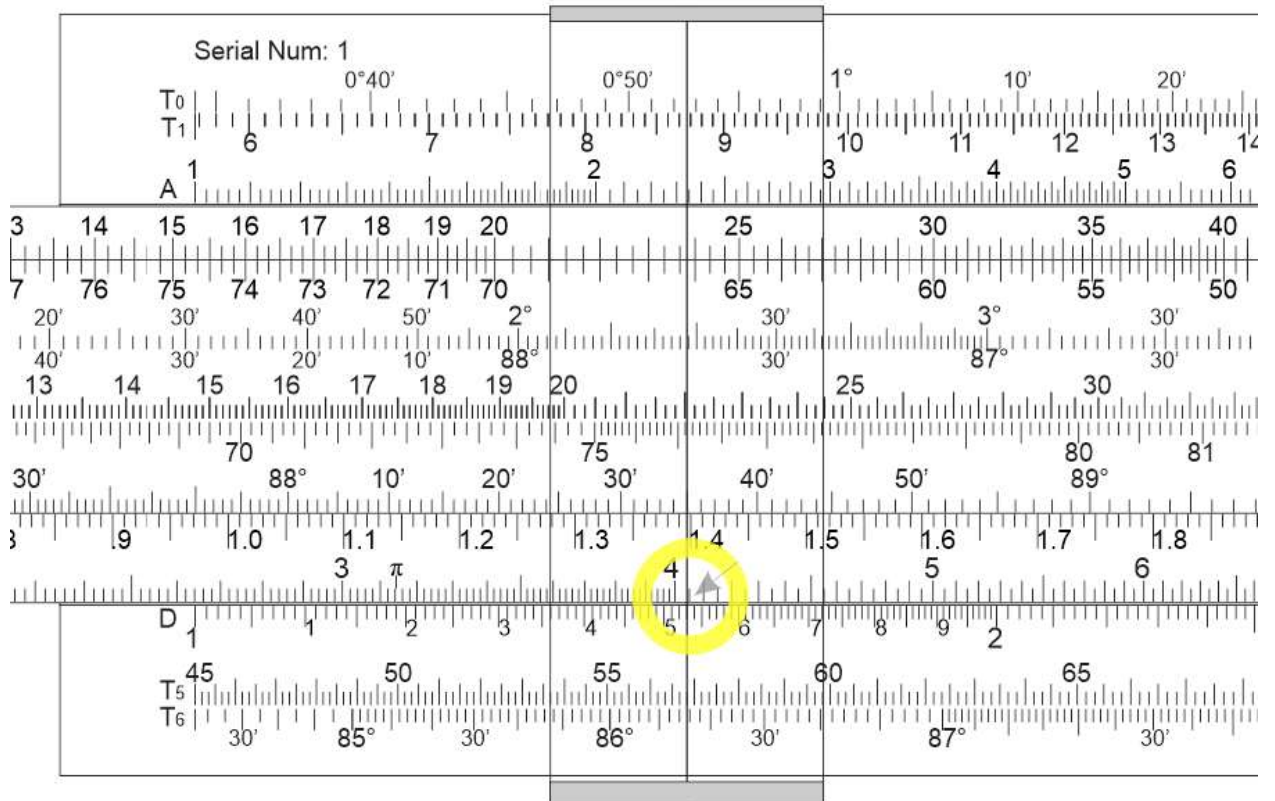 Serial Num: 1
0°40' 0°50' 1° 10' 20'
T0
T1
6 7 8 9 10 11 12 13 14
1 2 3 4 5 6
A
3 14 15 16 17 18 19 20 25 30 35 40
7 76 75 74 73 72 71 70 65 60 55 50
20' 30' 40' 50' 2° 30' 3° 30'
40' 30' 20' 10' 88° 30' 87° 30'
13 14 15 16 17 18 19 20 25 30
70 75 80 81
30' 88° 10' 20' 30' 40' 50' 89°
.9 1.0 1.1 1.2 1.3 1.4 1.5 1.6 1.7 1.8
3 π 4 5 6
D 1 1 2 3 4 5 6 7 8 9 2
45 50 55 60 65
T5
T6
30' 85° 30' 86° 30' 87° 30'